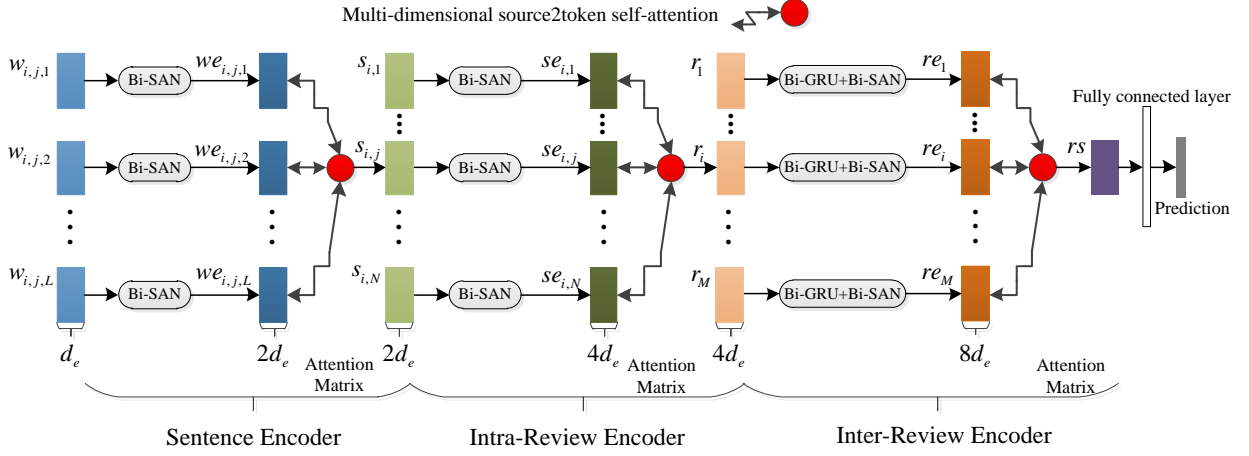 Multi-dimensional source2token self-attention
w_{i,j,1} Bi-SAN we_{i,j,1} s_{i,1} Bi-SAN se_{i,1} r_1 Bi-GRU+Bi-SAN re_1
Fully connected layer
w_{i,j,2} Bi-SAN we_{i,j,2} s_{i,j} Bi-SAN se_{i,j} r_i Bi-GRU+Bi-SAN re_i rs
Prediction
w_{i,j,L} Bi-SAN we_{i,j,L} s_{i,N} Bi-SAN se_{i,N} r_M Bi-GRU+Bi-SAN re_M
d_e 2d_e 2d_e 4d_e 4d_e 8d_e
Attention Matrix
Attention Matrix
Attention Matrix
Sentence Encoder Intra-Review Encoder Inter-Review Encoder